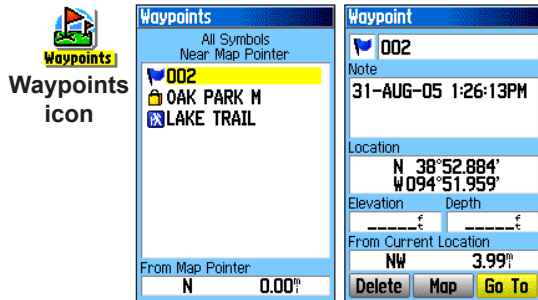 Waypoints
Waypoints
icon
Waypoints
All Symbols
Near Map Pointer
002
OAK PARK M
LAKE TRAIL
From Map Pointer
N 0.00m
Waypoint
002
Note
31-AUG-05 1:26:13PM
Location
N 38°52.884'
W094°51.959'
Elevation Depth
_____ft _____ft
From Current Location
NW 3.99m
Delete Map Go To